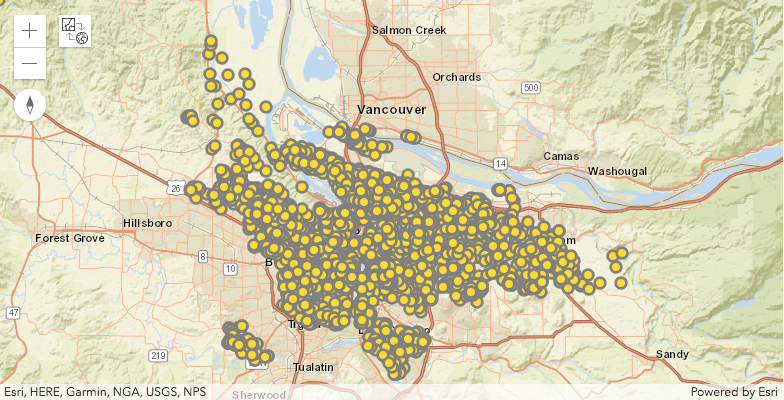 Salmon Creek
Orchards
500
Vancouver
14
Camas
Washougal
26
Hillsboro
Forest Grove
8
10
47
219
Tualatin
Sandy
Sherwood
Esri, HERE, Garmin, NGA, USGS, NPS
Powered by Esri